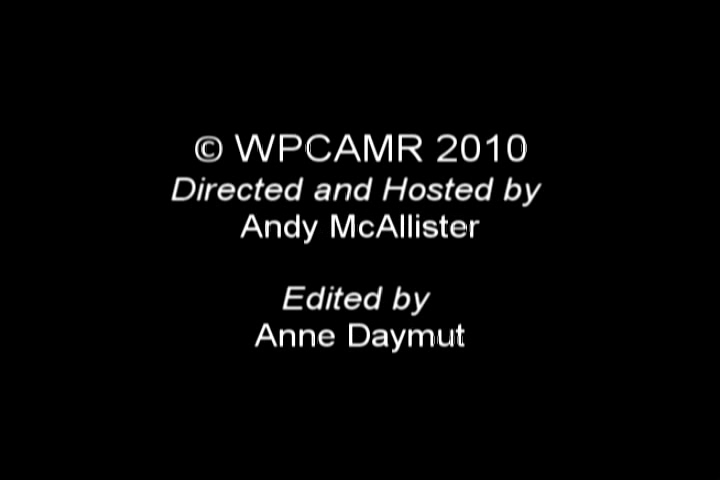 © WPCAMR 2010
Directed and Hosted by
Andy McAllister
Edited by
Anne Daymut